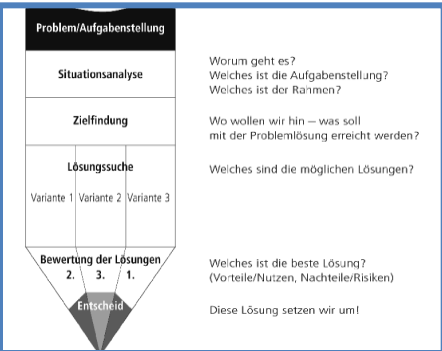 Problem/Aufgabenstellung
Situationsanalyse
Worum geht es?
Welches ist die Aufgabenstellung?
Welches ist der Rahmen?
Zielfindung
Wo wollen wir hin – was soll
mit der Problemlösung erreicht werden?
Lösungssuche
Welches sind die möglichen Lösungen?
Variante 1 Variante 2 Variante 3
Bewertung der Lösungen
2. 3. 1.
Welches ist die beste Lösung?
(Vorteile/Nutzen, Nachteile/Risiken)
Entscheid
Diese Lösung setzen wir um!